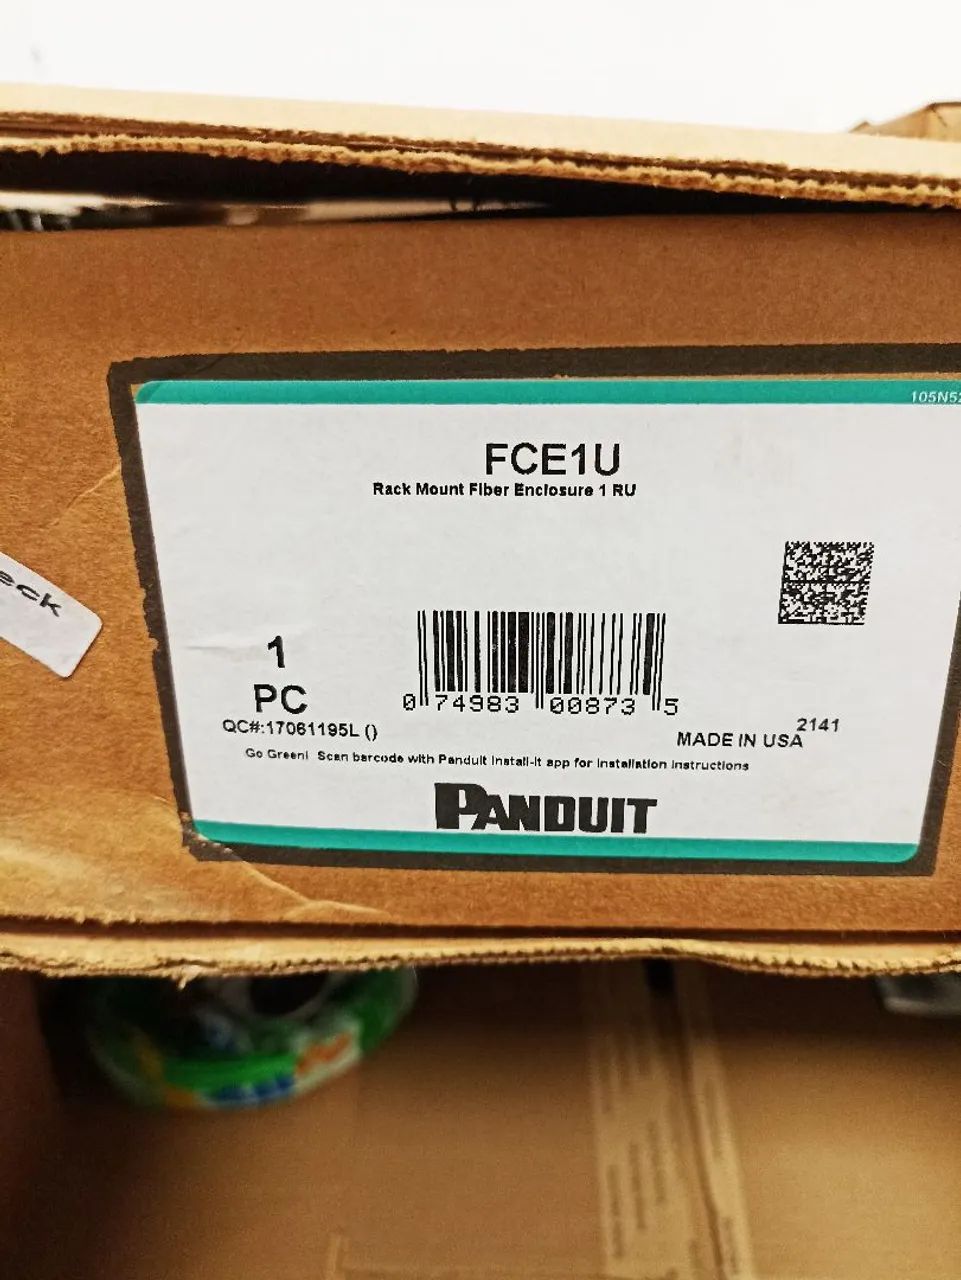 105N52
FCE1U
Rack Mount Fiber Enclosure 1 RU
eck
1
PC
0 74983 00873 5
QC#:17061195L ()
2141
MADE IN USA
Go Green! Scan barcode with Panduit Install-It app for installation instructions
PANDUIT